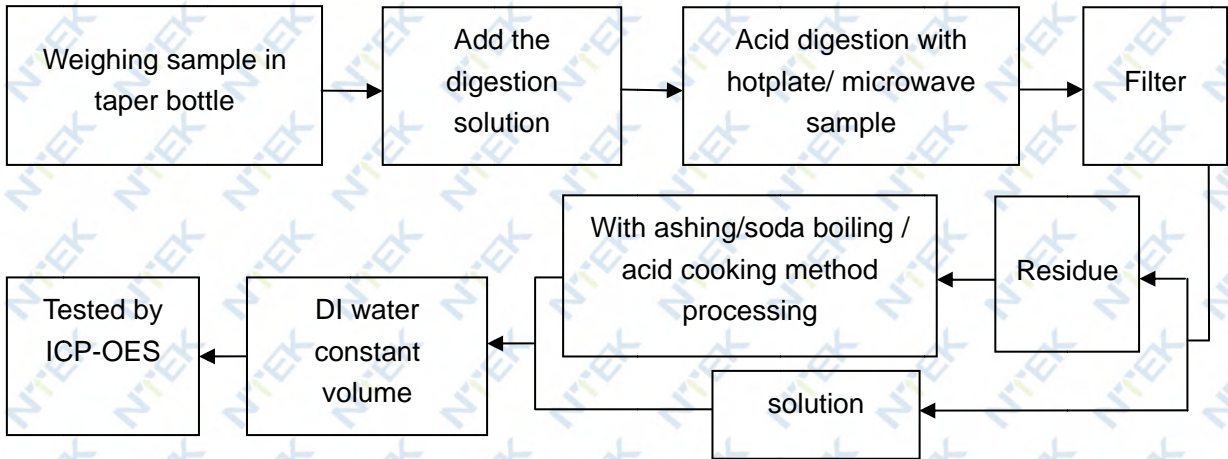 Weighing sample in
taper bottle
Add the
digestion
solution
Acid digestion with
hotplate/ microwave
sample
Filter
With ashing/soda boiling /
acid cooking method
processing
Residue
Tested by
ICP-OES
DI water
constant
volume
solution
NTEK